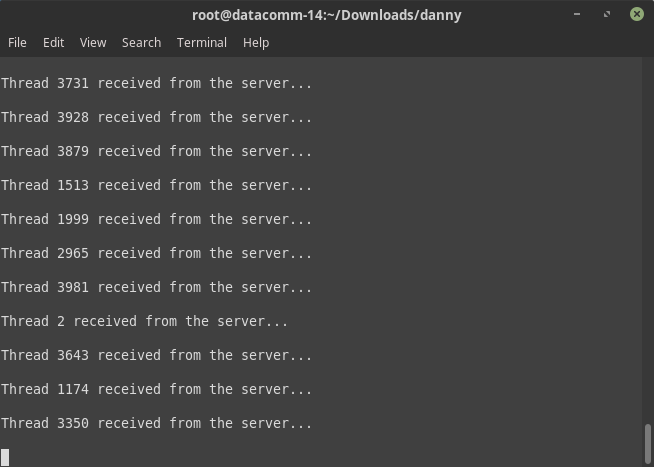 root@datacomm-14:~/Downloads/danny
File Edit View Search Terminal Help
Thread 3731 received from the server...
Thread 3928 received from the server...
Thread 3879 received from the server...
Thread 1513 received from the server...
Thread 1999 received from the server...
Thread 2965 received from the server...
Thread 3981 received from the server...
Thread 2 received from the server...
Thread 3643 received from the server...
Thread 1174 received from the server...
Thread 3350 received from the server...